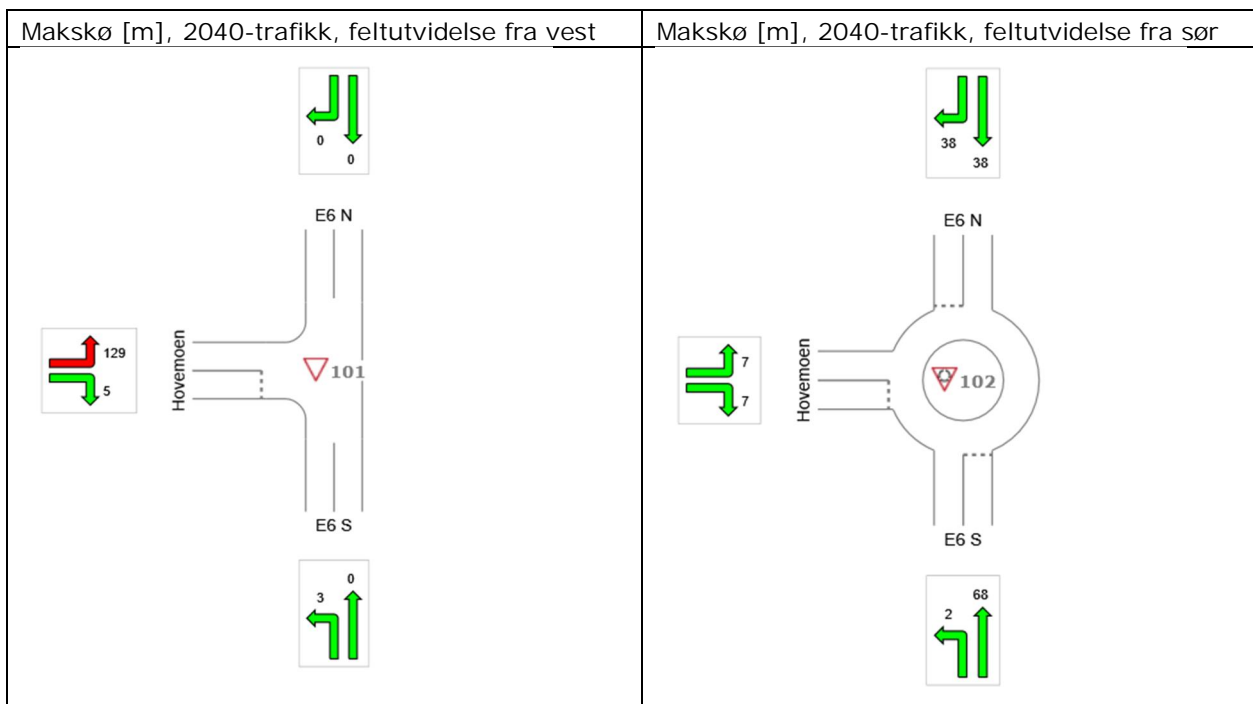 Makskø [m], 2040-trafikk, feltutvidelse fra vest
0
0
E6 N
129
5
Hovemoen
101
E6 S
3
0
Makskø [m], 2040-trafikk, feltutvidelse fra sør
38
38
E6 N
7
7
Hovemoen
102
E6 S
2
68